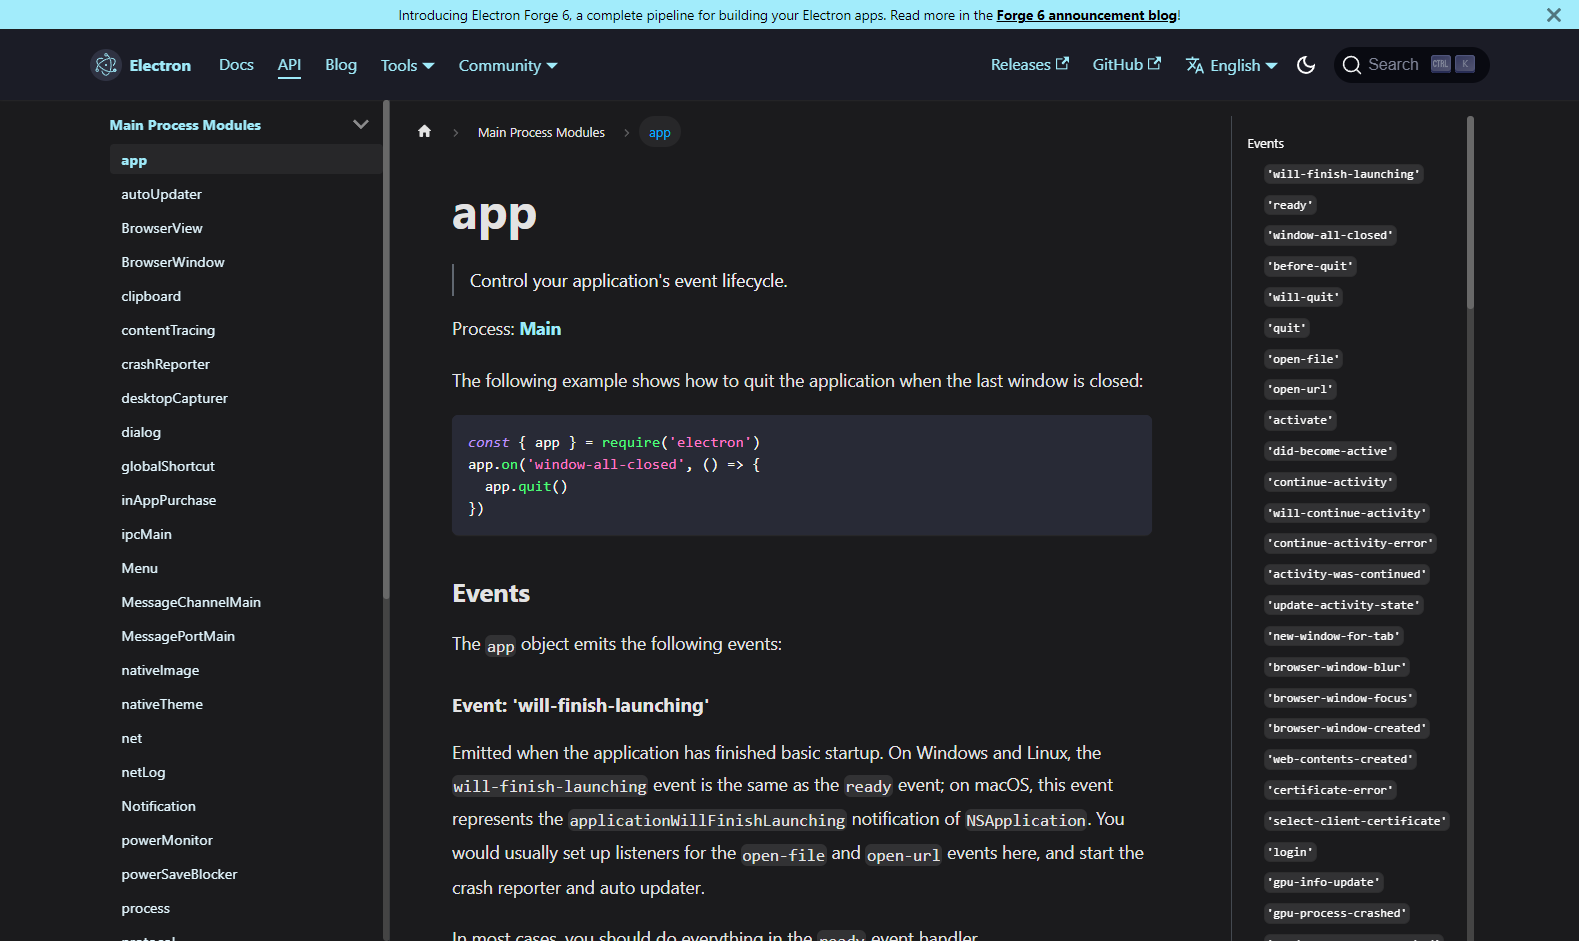 Introducing Electron Forge 6, a complete pipeline for building your Electron apps. Read more in the Forge 6 announcement blog!
Electron Docs API Blog Tools Community Releases GitHub English Search CTRL K
Main Process Modules
app
autoUpdater
BrowserView
BrowserWindow
clipboard
contentTracing
crashReporter
desktopCapturer
dialog
globalShortcut
inAppPurchase
ipcMain
Menu
MessageChannelMain
MessagePortMain
nativeImage
nativeTheme
net
netLog
Notification
powerMonitor
powerSaveBlocker
process
protocol
Main Process Modules app
app
Control your application's event lifecycle.
Process: Main
The following example shows how to quit the application when the last window is closed:
const { app } = require('electron')
app.on('window-all-closed', () => {
  app.quit()
})
Events
The app object emits the following events:
Event: 'will-finish-launching'
Emitted when the application has finished basic startup. On Windows and Linux, the
will-finish-launching event is the same as the ready event; on macOS, this event
represents the applicationWillFinishLaunching notification of NSApplication. You
would usually set up listeners for the open-file and open-url events here, and start the
crash reporter and auto updater.
In most cases, you should do everything in the ready event handler.
Events
'will-finish-launching'
'ready'
'window-all-closed'
'before-quit'
'will-quit'
'quit'
'open-file'
'open-url'
'activate'
'did-become-active'
'continue-activity'
'will-continue-activity'
'continue-activity-error'
'activity-was-continued'
'update-activity-state'
'new-window-for-tab'
'browser-window-blur'
'browser-window-focus'
'browser-window-created'
'web-contents-created'
'certificate-error'
'select-client-certificate'
'login'
'gpu-info-update'
'gpu-process-crashed'